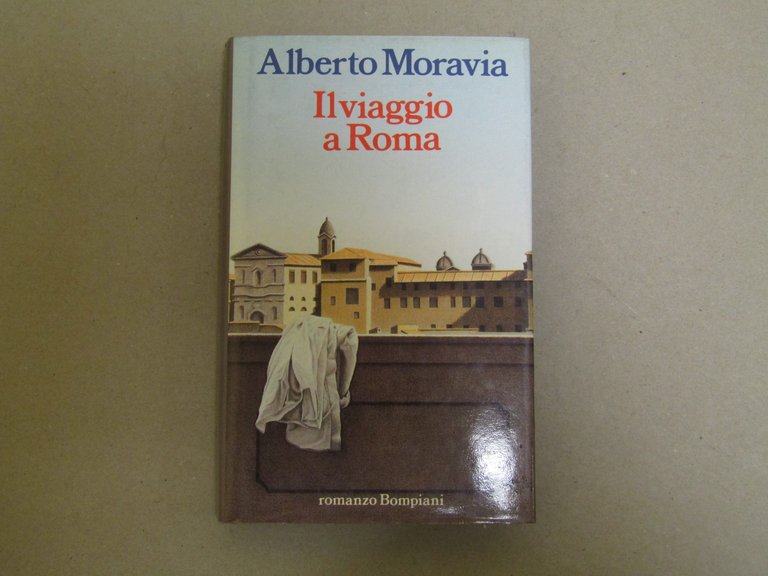 Alberto Moravia
Il viaggio
a Roma
romanzo Bompiani